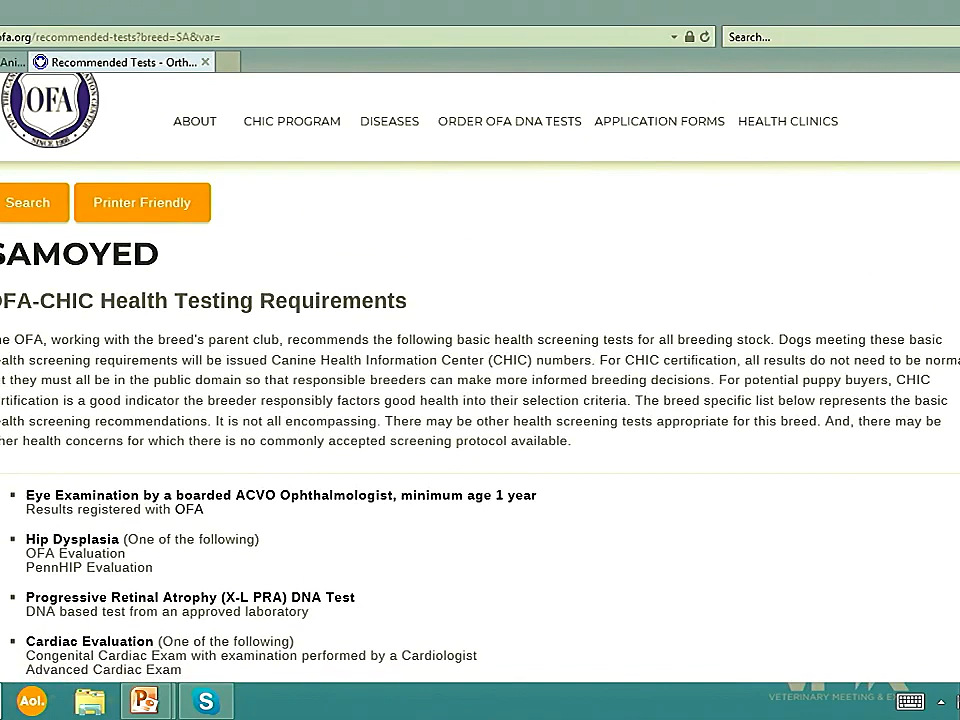 ofa.org/recommended-tests?breed=SA&var=
Search...
Ani...
Recommended Tests - Orth...
OFA
SINCE 1966
ABOUT
CHIC PROGRAM
DISEASES
ORDER OFA DNA TESTS
APPLICATION FORMS
HEALTH CLINICS
Search
Printer Friendly
SAMOYED
OFA-CHIC Health Testing Requirements
he OFA, working with the breed's parent club, recommends the following basic health screening tests for all breeding stock. Dogs meeting these basic
alth screening requirements will be issued Canine Health Information Center (CHIC) numbers. For CHIC certification, all results do not need to be norma
t they must all be in the public domain so that responsible breeders can make more informed breeding decisions. For potential puppy buyers, CHIC
rtification is a good indicator the breeder responsibly factors good health into their selection criteria. The breed specific list below represents the basic
alth screening recommendations. It is not all encompassing. There may be other health screening tests appropriate for this breed. And, there may be
her health concerns for which there is no commonly accepted screening protocol available.
Eye Examination by a boarded ACVO Ophthalmologist, minimum age 1 year
Results registered with OFA
Hip Dysplasia (One of the following)
OFA Evaluation
PennHIP Evaluation
Progressive Retinal Atrophy (X-L PRA) DNA Test
DNA based test from an approved laboratory
Cardiac Evaluation (One of the following)
Congenital Cardiac Exam with examination performed by a Cardiologist
Advanced Cardiac Exam
Aol.
VETERINARY MEETING & E